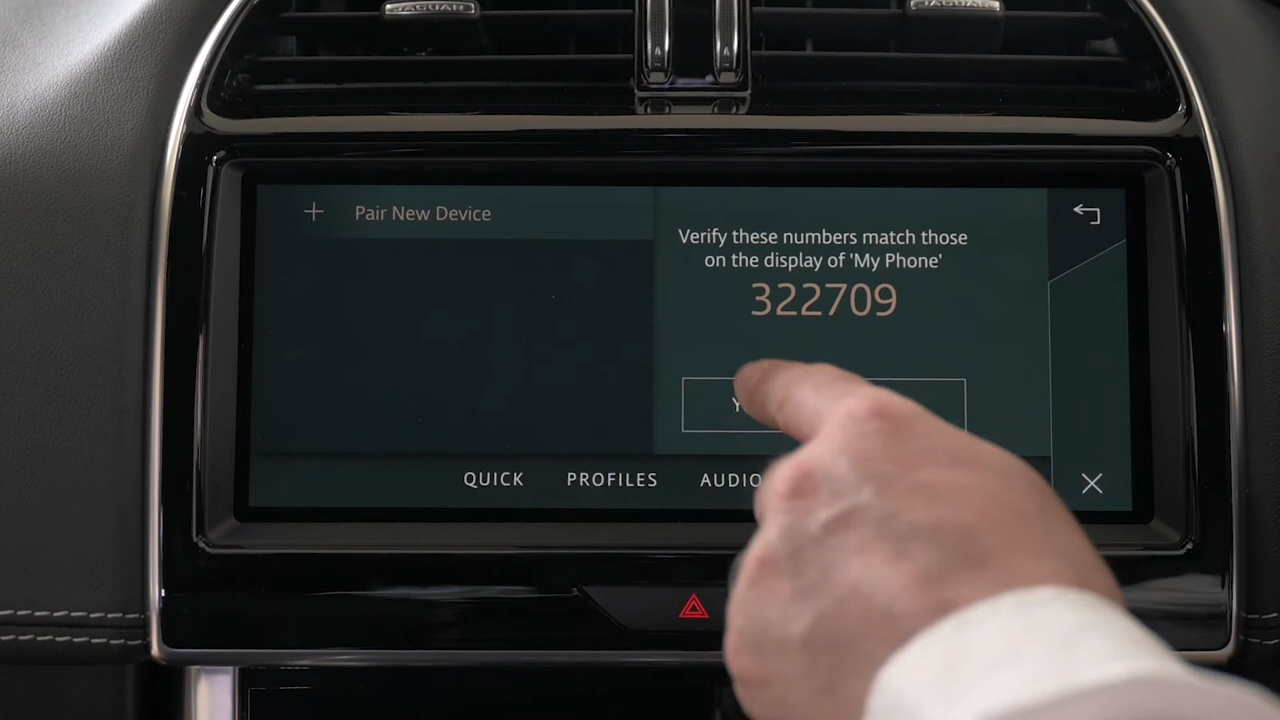 JAGUAR
JAGUAR
Pair New Device
Verify these numbers match those
on the display of 'My Phone'
322709
QUICK
PROFILES
AUDIO